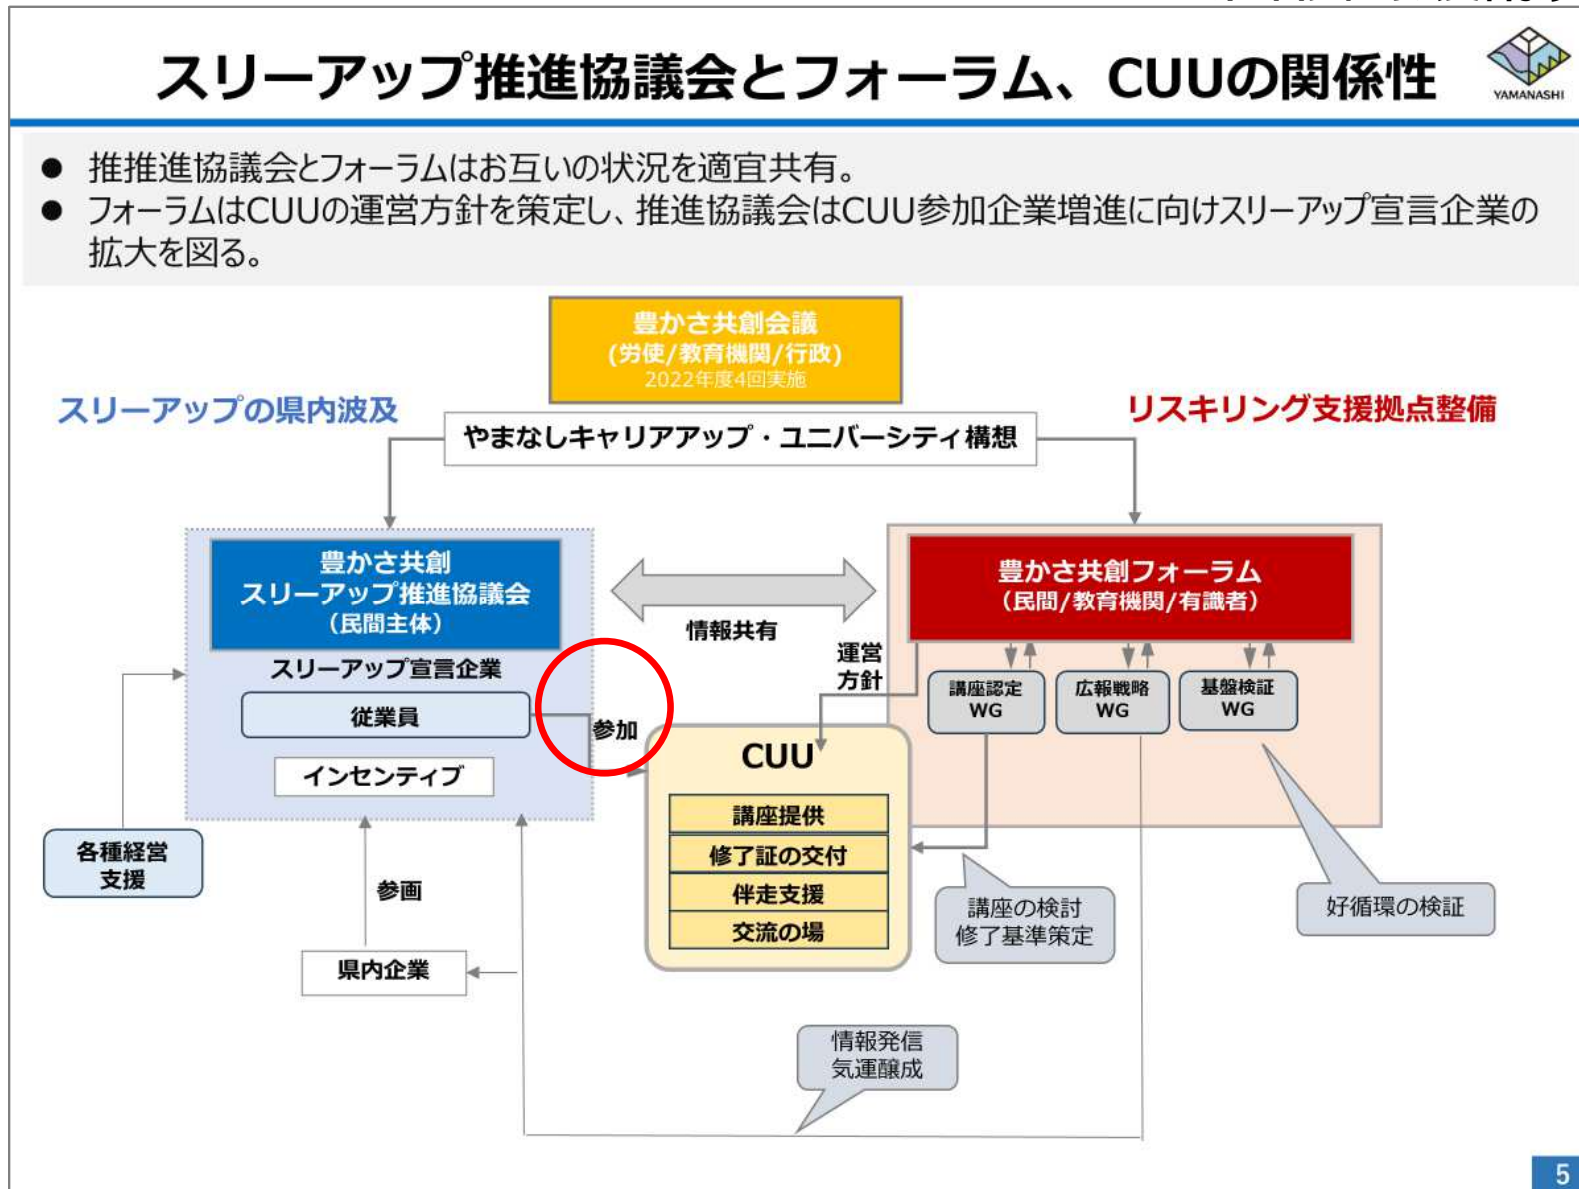 スリーアップ推進協議会とフォーラム、CUUの関係性
YAMANASHI
● 推推進協議会とフォーラムはお互いの状況を適宜共有。
● フォーラムはCUUの運営方針を策定し、推進協議会はCUU参加企業増進に向けスリーアップ宣言企業の
拡大を図る。
豊かさ共創会議
(労使/教育機関/行政)
2022年度4回実施
スリーアップの県内波及
リスキリング支援拠点整備
やまなしキャリアアップ・ユニバーシティ構想
豊かさ共創
スリーアップ推進協議会
（民間主体）
スリーアップ宣言企業
従業員
インセンティブ
情報共有
豊かさ共創フォーラム
（民間/教育機関/有識者）
運営
方針
講座認定
WG
広報戦略
WG
基盤検証
WG
参加
CUU
講座提供
修了証の交付
伴走支援
交流の場
各種経営
支援
参画
県内企業
講座の検討
修了基準策定
好循環の検証
情報発信
気運醸成
5